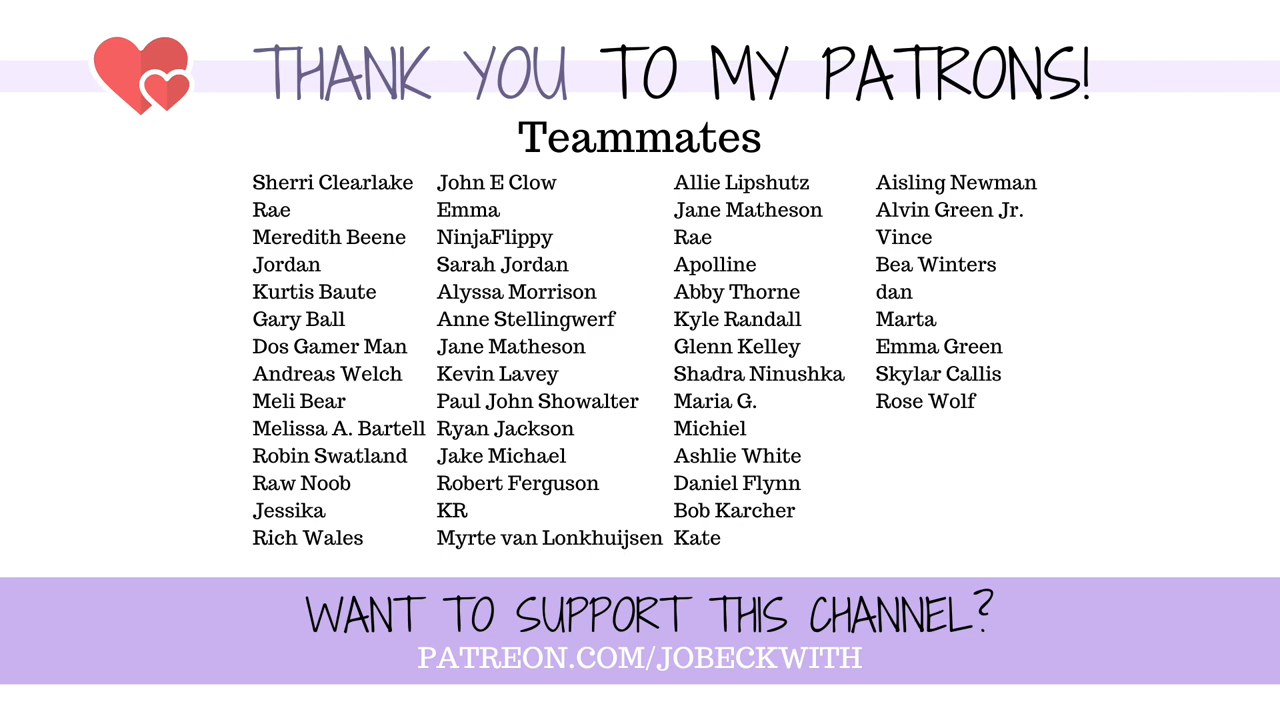 THANK YOU TO MY PATRONS!
Teammates
Sherri Clearlake
Rae
Meredith Beene
Jordan
Kurtis Baute
Gary Ball
Dos Gamer Man
Andreas Welch
Meli Bear
Melissa A. Bartell
Robin Swatland
Raw Noob
Jessika
Rich Wales
John E Clow
Emma
NinjaFlippy
Sarah Jordan
Alyssa Morrison
Anne Stellingwerf
Jane Matheson
Kevin Lavey
Paul John Showalter
Ryan Jackson
Jake Michael
Robert Ferguson
KR
Myrte van Lonkhuijsen
Allie Lipshutz
Jane Matheson
Rae
Apolline
Abby Thorne
Kyle Randall
Glenn Kelley
Shadra Ninushka
Maria G.
Michiel
Ashlie White
Daniel Flynn
Bob Karcher
Kate
Aisling Newman
Alvin Green Jr.
Vince
Bea Winters
dan
Marta
Emma Green
Skylar Callis
Rose Wolf
WANT TO SUPPORT THIS CHANNEL?
PATREON.COM/JOBECKWITH